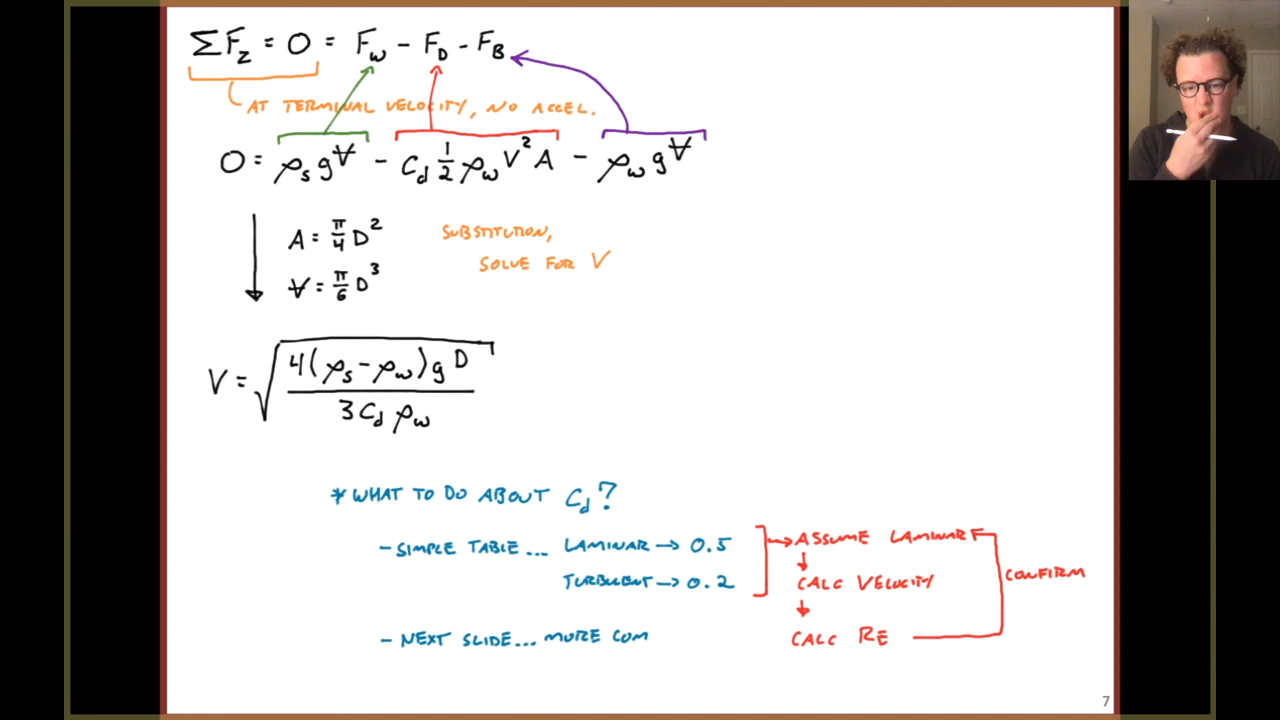 ΣF_z = 0 = F_w - F_D - F_B
AT TERMINAL VELOCITY, NO ACCEL.
0 = ρ_s g V̶ - C_d 1/2 ρ_w V² A - ρ_w g V̶
A = π/4 D²
V̶ = π/6 D³
SUBSTITUTION,
SOLVE FOR V
V = √(4(ρ_s - ρ_w) g D / 3 C_d ρ_w)
* WHAT TO DO ABOUT C_d?
- SIMPLE TABLE... LAMINAR → 0.5
TURBULENT → 0.2
- NEXT SLIDE... MORE COM
→ ASSUME LAMINAR
CALC VELOCITY
CALC RE
CONFIRM
7